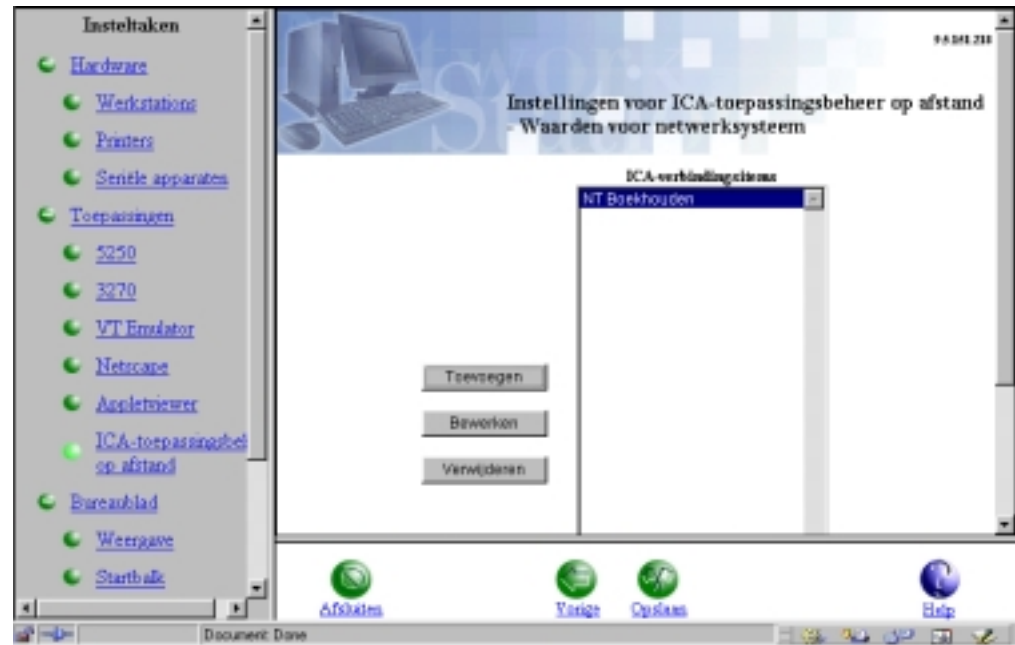 Insteltaken
Hardware
Werkstations
Printers
Seriële apparaten
Toepassingen
5250
3270
VT Emulator
Netscape
Appletviewer
ICA-toepassingsbeh
op afstand
Bureaublad
Weergave
Startbalk
Instellingen voor ICA-toepassingsbeheer op afstand
- Waarden voor netwerksysteem
ICA-verbindingsitems
NT Boekhouden
Toevoegen
Bewerken
Verwijderen
Afsluiten
Vorige
Opslaan
Help
Document: Done